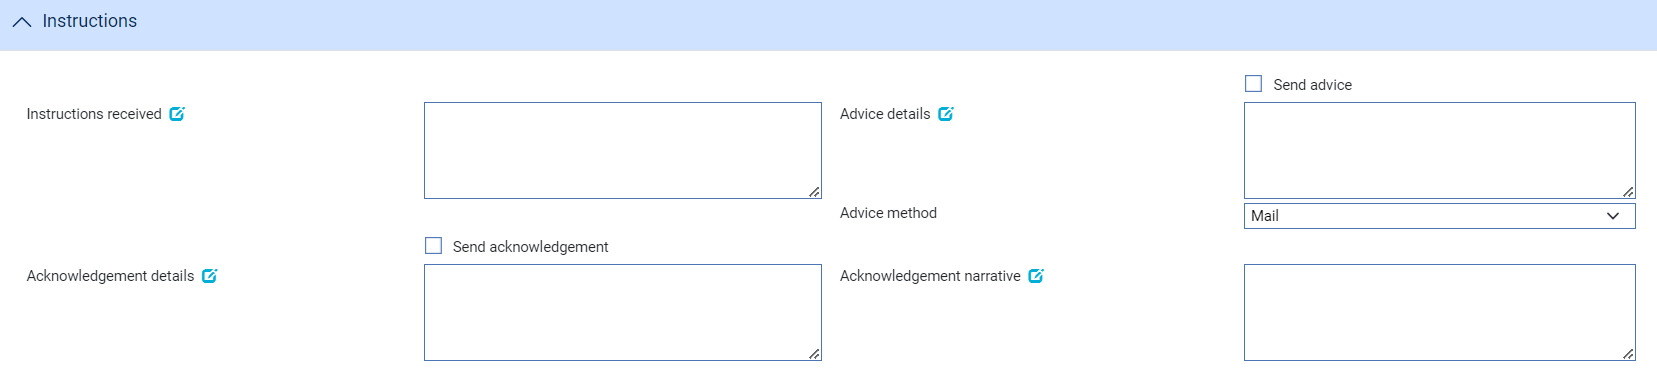 Instructions
Send advice
Instructions received
Advice details
Advice method
Mail
Send acknowledgement
Acknowledgement details
Acknowledgement narrative